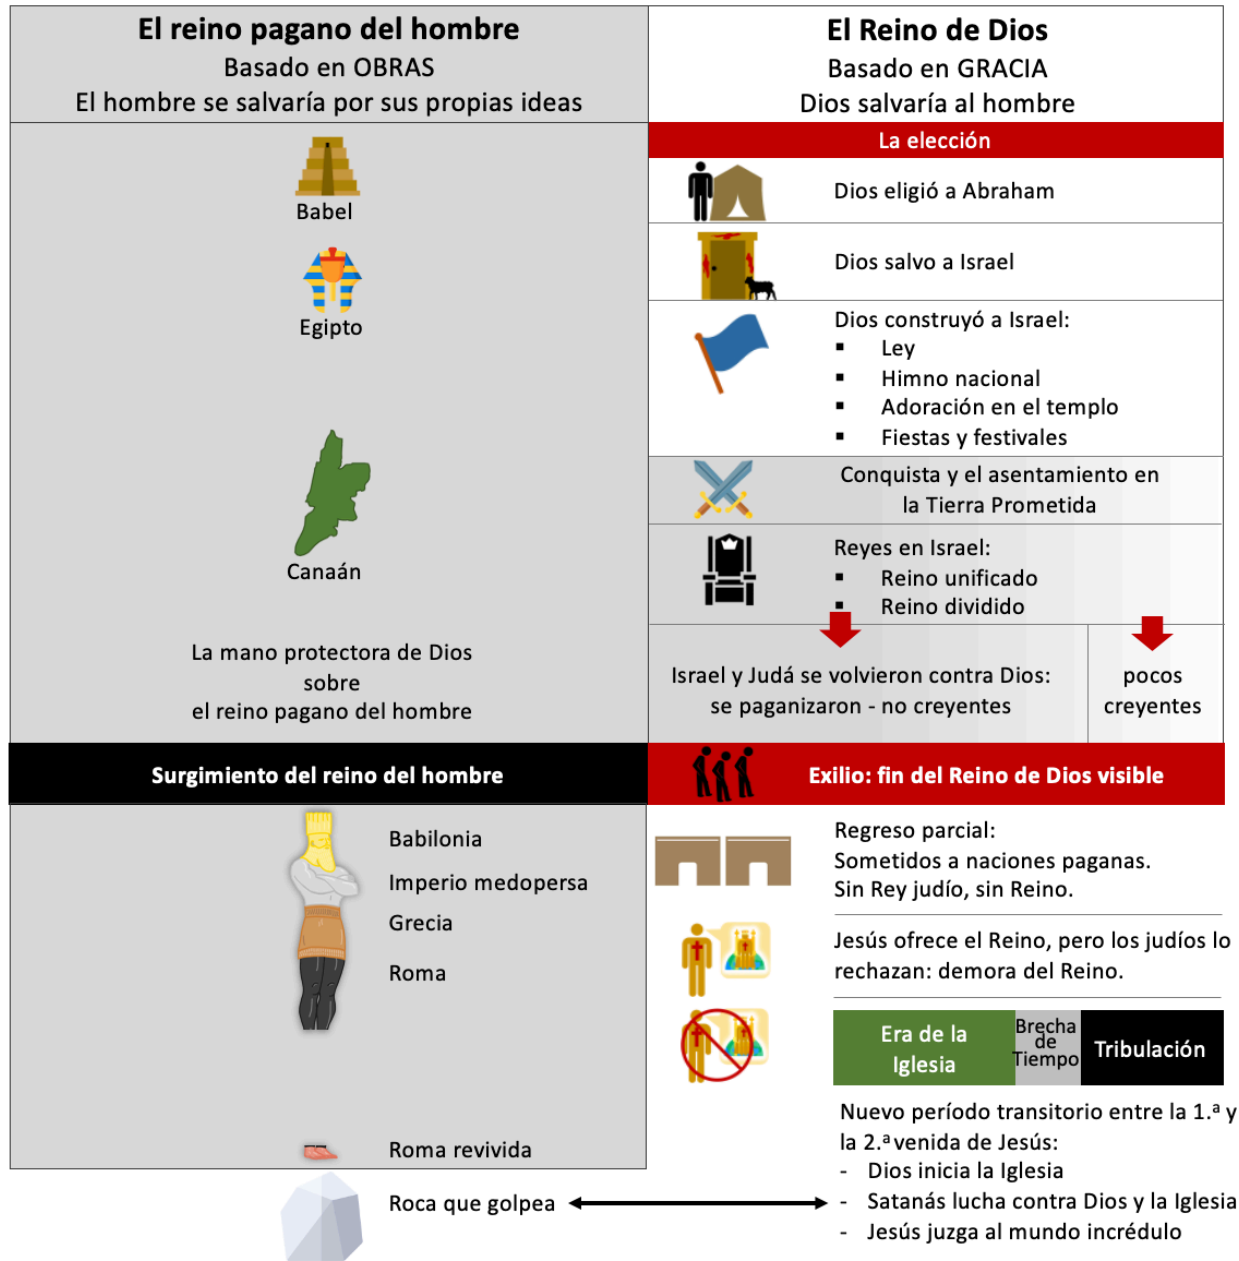 El reino pagano del hombre
Basado en OBRAS
El hombre se salvaría por sus propias ideas
El Reino de Dios
Basado en GRACIA
Dios salvaría al hombre
La elección
Babel
Dios eligió a Abraham
Egipto
Dios salvo a Israel
Dios construyó a Israel:
▪ Ley
▪ Himno nacional
▪ Adoración en el templo
▪ Fiestas y festivales
Canaán
Conquista y el asentamiento en
la Tierra Prometida
Reyes en Israel:
▪ Reino unificado
▪ Reino dividido
La mano protectora de Dios
sobre
el reino pagano del hombre
Israel y Judá se volvieron contra Dios:
se paganizaron - no creyentes
pocos
creyentes
Surgimiento del reino del hombre
Exilio: fin del Reino de Dios visible
Babilonia
Imperio medopersa
Grecia
Roma
Regreso parcial:
Sometidos a naciones paganas.
Sin Rey judío, sin Reino.
Jesús ofrece el Reino, pero los judíos lo
rechazan: demora del Reino.
Era de la
Iglesia
Brecha
de
Tiempo
Tribulación
Nuevo período transitorio entre la 1.ª y
la 2.ª venida de Jesús:
- Dios inicia la Iglesia
- Satanás lucha contra Dios y la Iglesia
- Jesús juzga al mundo incrédulo
Roma revivida
Roca que golpea